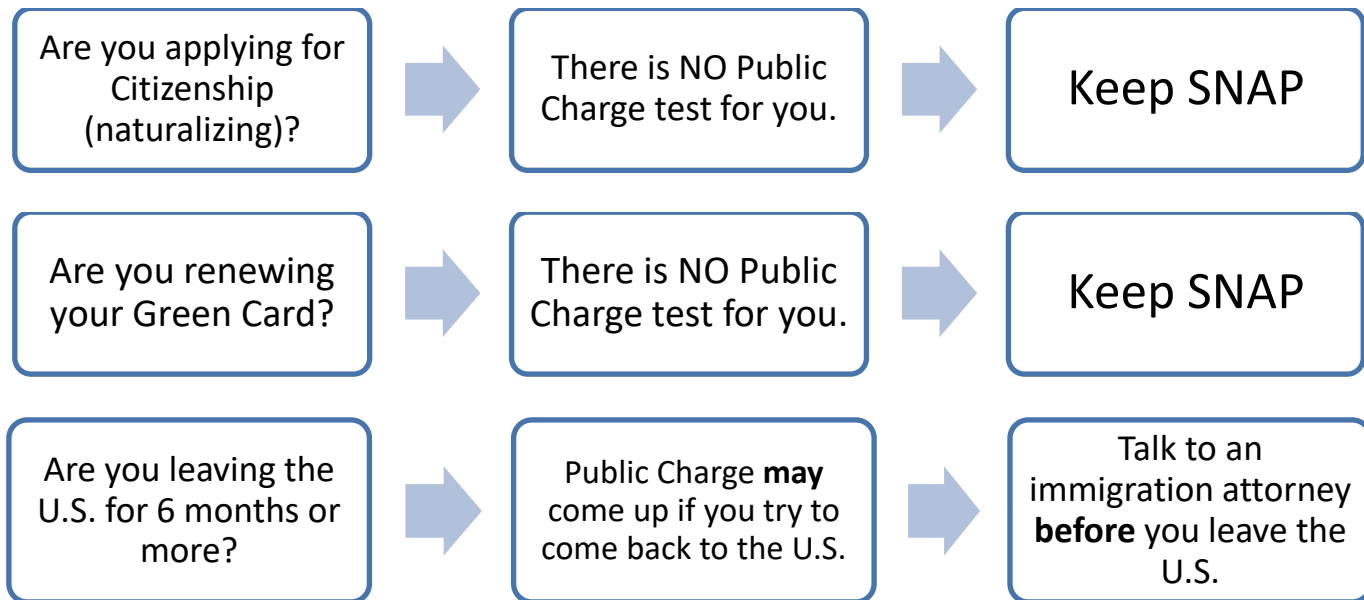 Are you applying for
Citizenship
(naturalizing)?
There is NO Public
Charge test for you.
Keep SNAP
Are you renewing
your Green Card?
There is NO Public
Charge test for you.
Keep SNAP
Are you leaving the
U.S. for 6 months or
more?
Public Charge may
come up if you try to
come back to the U.S.
Talk to an
immigration attorney
before you leave the
U.S.